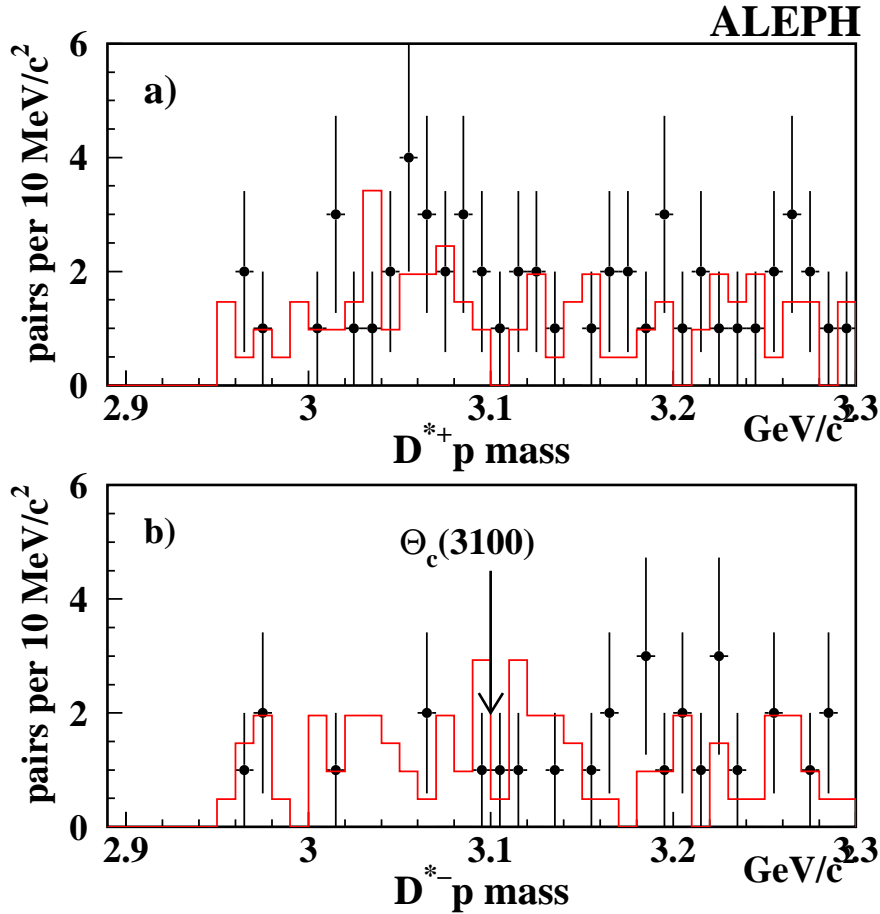 ALEPH
a)
pairs per 10 MeV/c²
6
4
2
0
2.9 3 3.1 3.2 3.3
GeV/c²
D*+p mass
b)
Θc(3100)
pairs per 10 MeV/c²
6
4
2
0
2.9 3 3.1 3.2 3.3
GeV/c²
D*−p mass